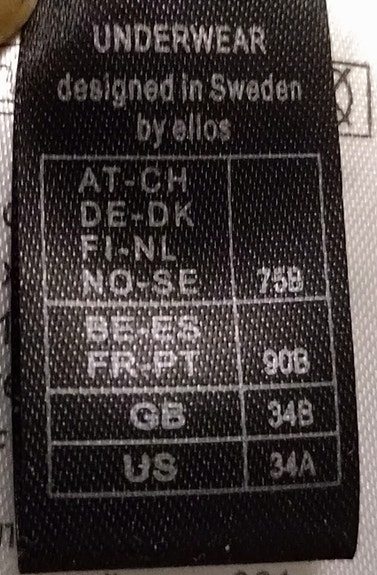 UNDERWEAR
designed in Sweden
by ellos
AT-CH
DE-DK
FI-NL
NO-SE 75B
BE-ES
FR-PT 90B
GB 34B
US 34A